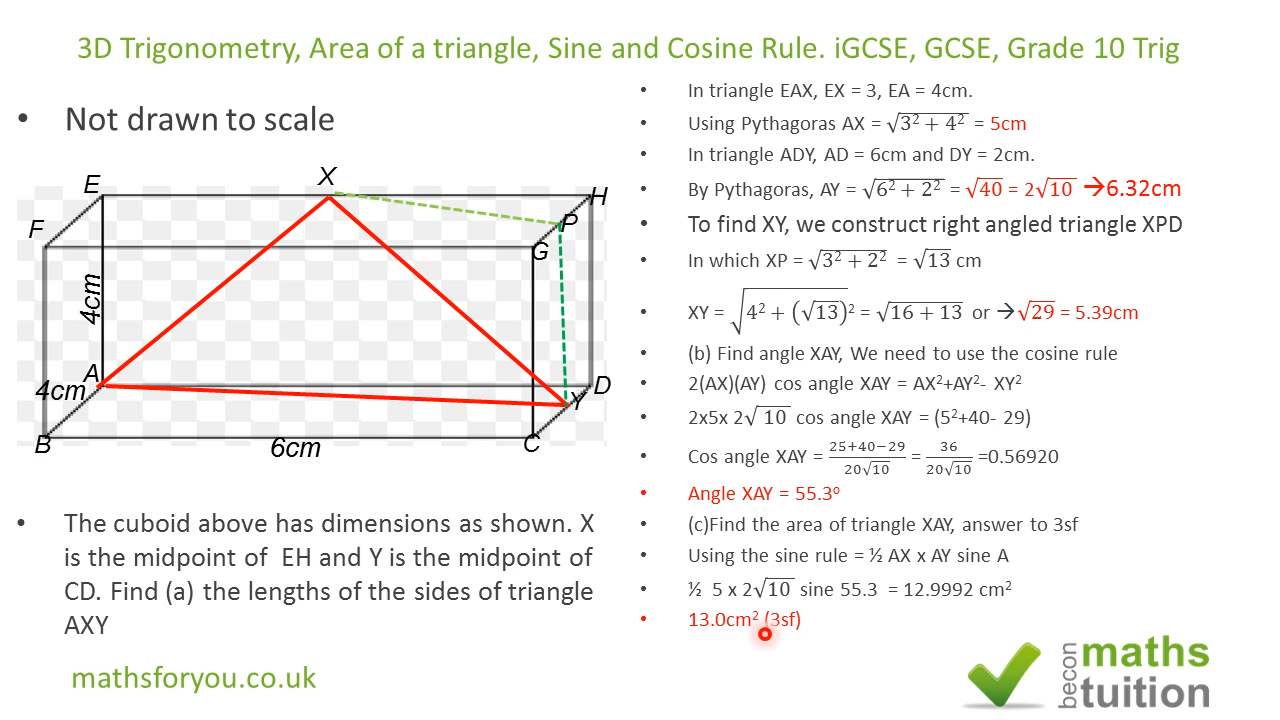 3D Trigonometry, Area of a triangle, Sine and Cosine Rule. iGCSE, GCSE, Grade 10 Trig
• Not drawn to scale
E
X
H
F
P
G
4cm
A
4cm
D
Y
B
6cm
C
• The cuboid above has dimensions as shown. X
is the midpoint of EH and Y is the midpoint of
CD. Find (a) the lengths of the sides of triangle
AXY
mathsforyou.co.uk
• In triangle EAX, EX = 3, EA = 4cm.
• Using Pythagoras AX = √(3² + 4²) = 5cm
• In triangle ADY, AD = 6cm and DY = 2cm.
• By Pythagoras, AY = √(6² + 2²) = √40 = 2√10 →6.32cm
• To find XY, we construct right angled triangle XPD
• In which XP = √(3² + 2²) = √13 cm
• XY = √(4² + (√13)²) = √(16 + 13) or →√29 = 5.39cm
• (b) Find angle XAY, We need to use the cosine rule
• 2(AX)(AY) cos angle XAY = AX²+AY²- XY²
• 2x5x 2√10 cos angle XAY = (5²+40- 29)
• Cos angle XAY = (25+40−29)/(20√10) = 36/(20√10) =0.56920
• Angle XAY = 55.3º
• (c)Find the area of triangle XAY, answer to 3sf
• Using the sine rule = ½ AX x AY sine A
• ½ 5 x 2√10 sine 55.3 = 12.9992 cm²
• 13.0cm² (3sf)
becon
maths
tuition